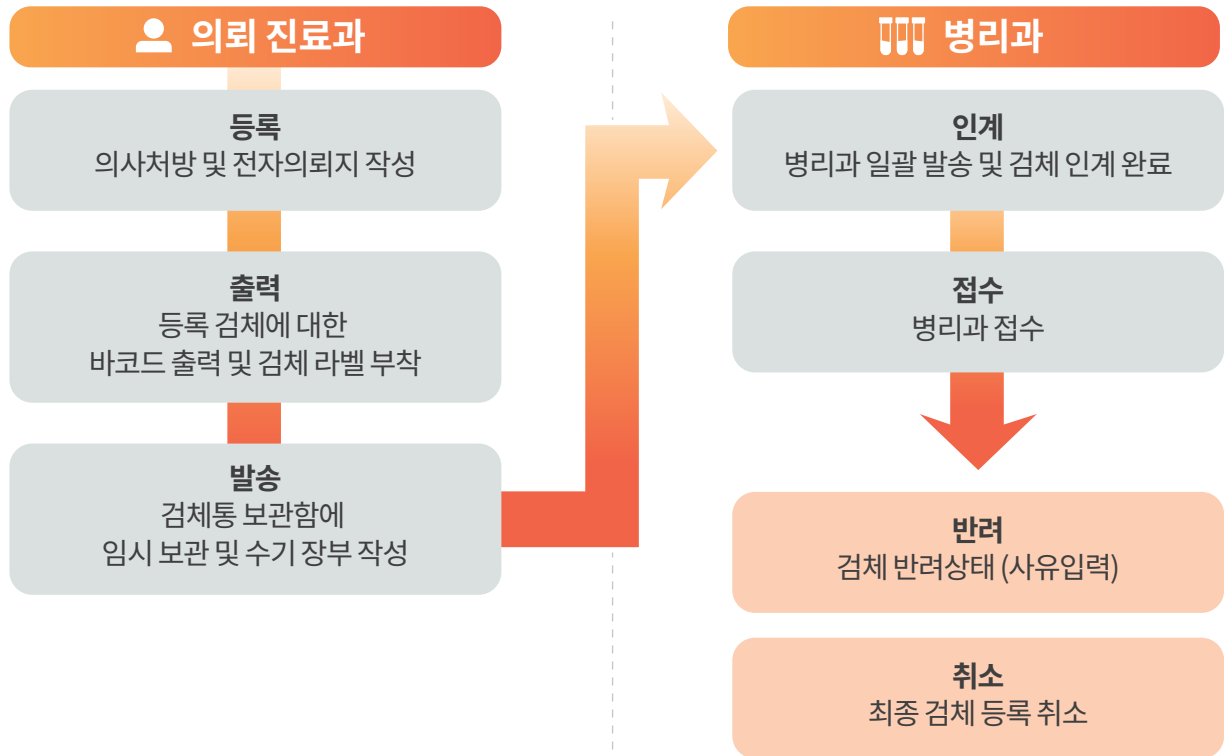 의뢰 진료과
등록
의사처방 및 전자의뢰지 작성
출력
등록 검체에 대한
바코드 출력 및 검체 라벨 부착
발송
검체통 보관함에
임시 보관 및 수기 장부 작성
병리과
인계
병리과 일괄 발송 및 검체 인계 완료
접수
병리과 접수
반려
검체 반려상태 (사유입력)
취소
최종 검체 등록 취소